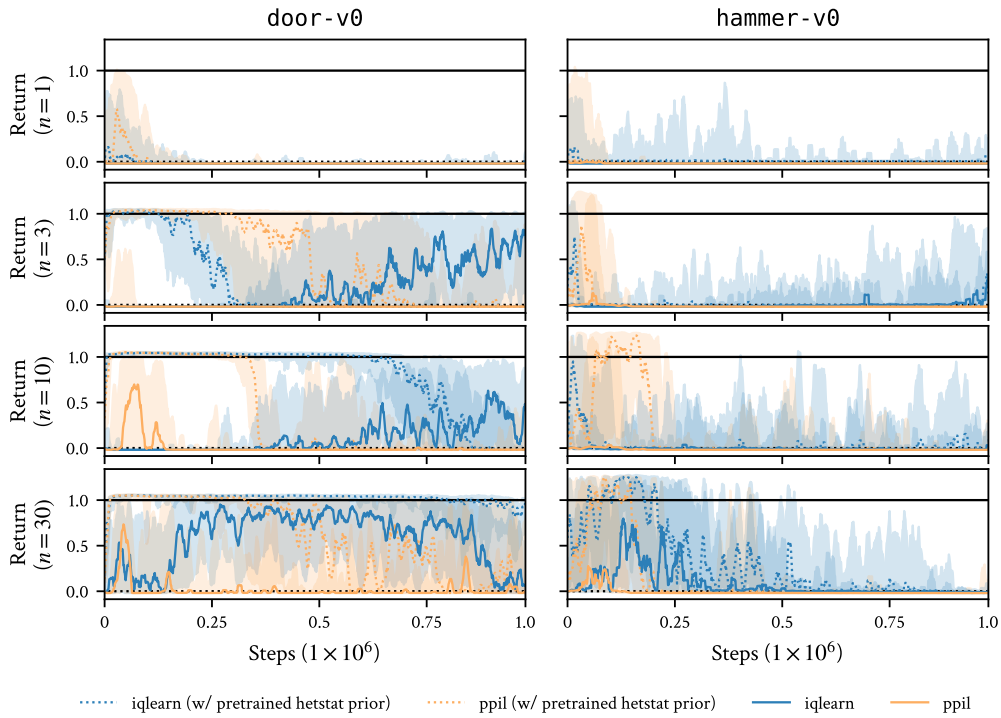 door-v0 hammer-v0
Return
(n = 1)
1.0
0.5
0.0
Return
(n = 3)
1.0
0.5
0.0
Return
(n = 10)
1.0
0.5
0.0
Return
(n = 30)
1.0
0.5
0.0
0 0.25 0.5 0.75 1.0 0 0.25 0.5 0.75 1.0
Steps (1 × 10⁶) Steps (1 × 10⁶)
iqlearn (w/ pretrained hetstat prior) ppil (w/ pretrained hetstat prior) iqlearn ppil